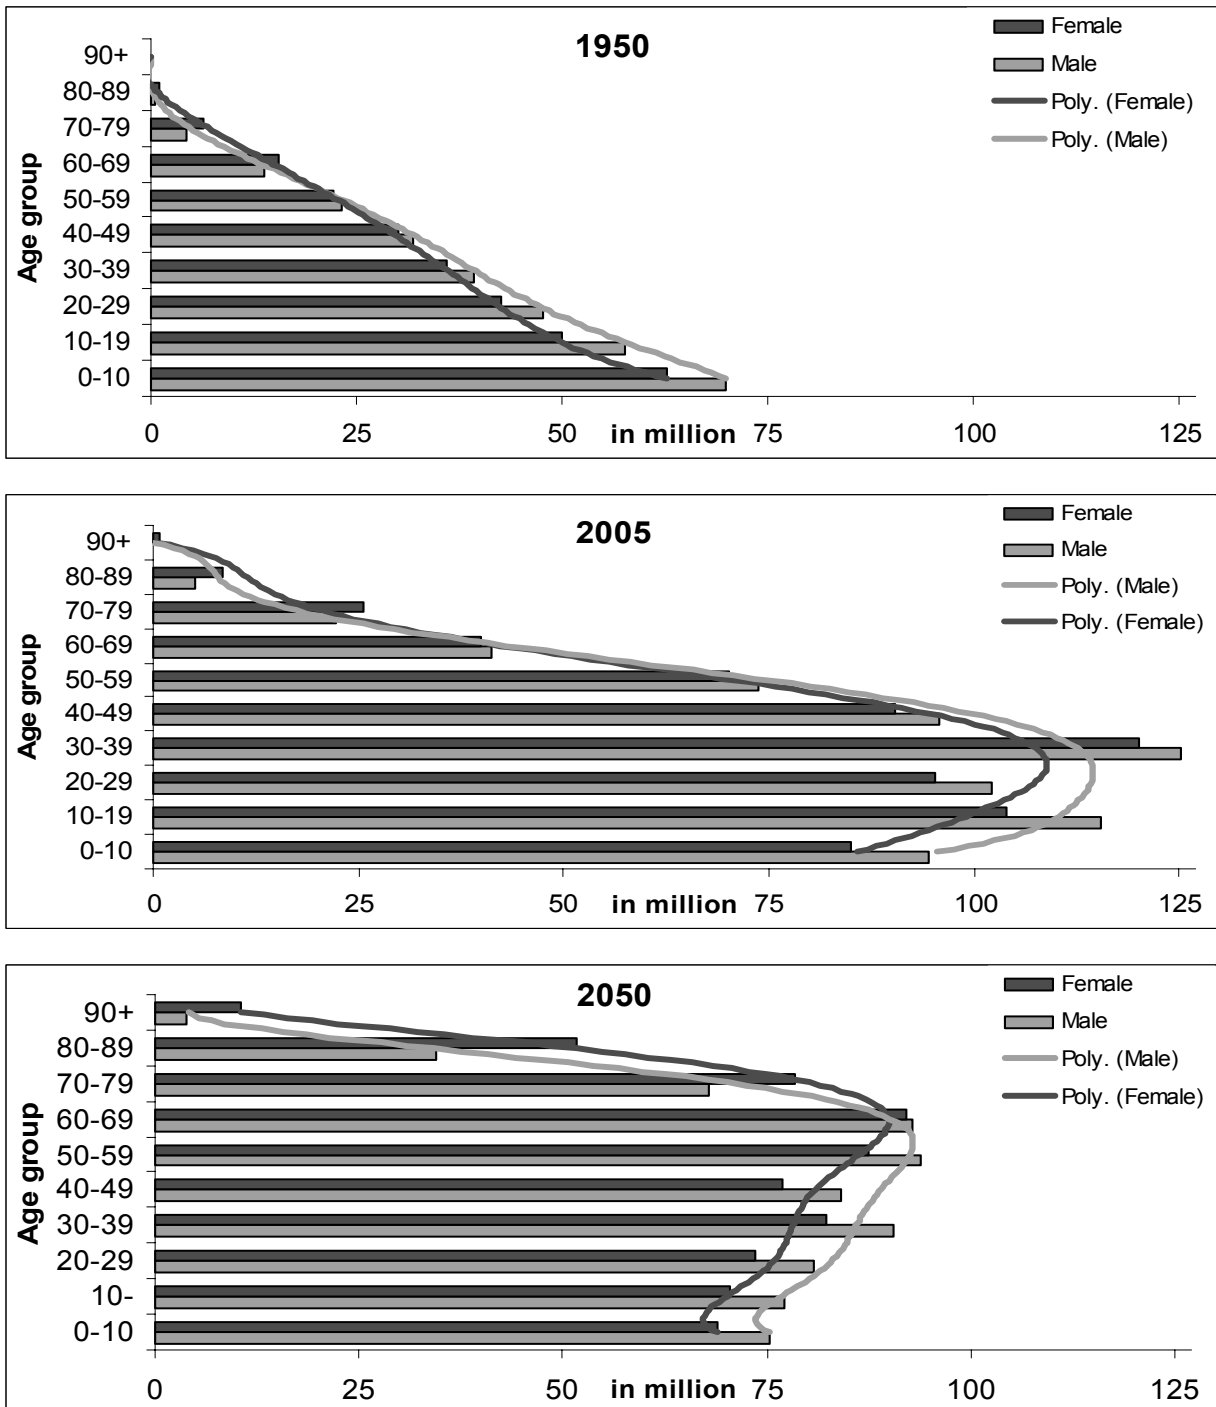 1950
Female
Male
Poly. (Female)
Poly. (Male)
Age group
90+
80-89
70-79
60-69
50-59
40-49
30-39
20-29
10-19
0-10
0 25 50 in million 75 100 125
2005
Female
Male
Poly. (Male)
Poly. (Female)
Age group
90+
80-89
70-79
60-69
50-59
40-49
30-39
20-29
10-19
0-10
0 25 50 in million 75 100 125
2050
Female
Male
Poly. (Male)
Poly. (Female)
Age group
90+
80-89
70-79
60-69
50-59
40-49
30-39
20-29
10-
0-10
0 25 50 in million 75 100 125